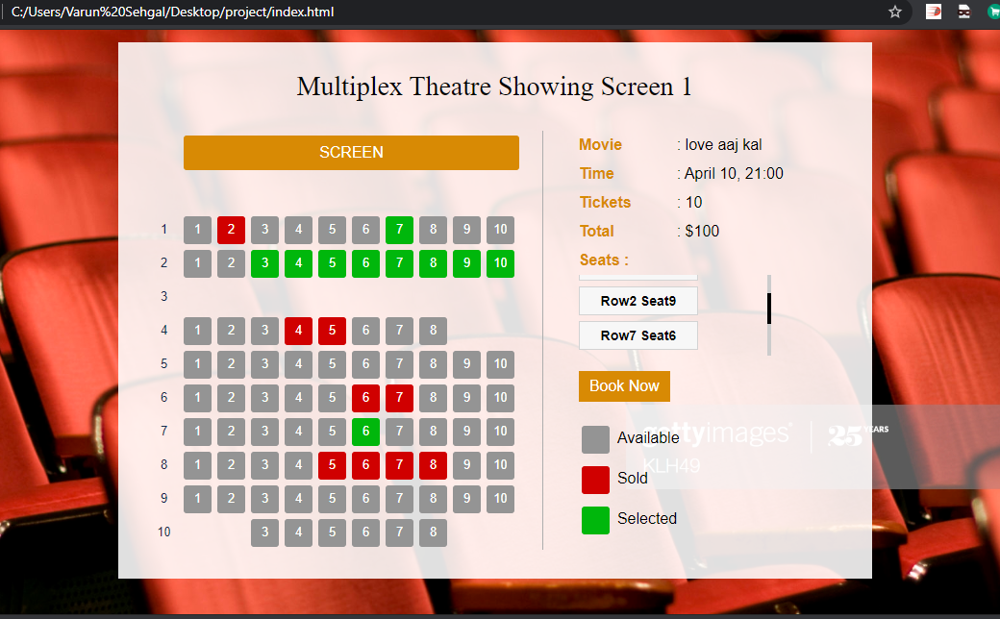 C:/Users/Varun%20Sehgal/Desktop/project/index.html
Multiplex Theatre Showing Screen 1
SCREEN
1 1 2 3 4 5 6 7 8 9 10
2 1 2 3 4 5 6 7 8 9 10
3
4 1 2 3 4 5 6 7 8
5 1 2 3 4 5 6 7 8 9 10
6 1 2 3 4 5 6 7 8 9 10
7 1 2 3 4 5 6 7 8 9 10
8 1 2 3 4 5 6 7 8 9 10
9 1 2 3 4 5 6 7 8 9 10
10 3 4 5 6 7 8
Movie : love aaj kal
Time : April 10, 21:00
Tickets : 10
Total : $100
Seats :
Row2 Seat9
Row7 Seat6
Book Now
Available
Sold
Selected
gettyimages® 25 YEARS
KLH49